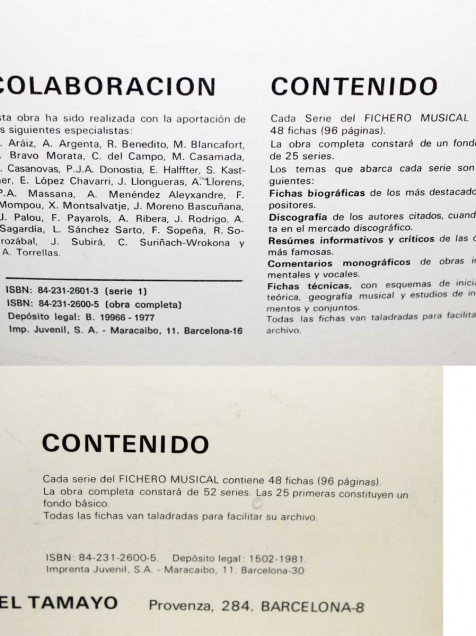 COLABORACION
sta obra ha sido realizada con la aportación de
s siguientes especialistas:
. Aráiz, A. Argenta, R. Benedito, M. Blancafort,
. Bravo Morata, C. del Campo, M. Casamada,
. Casanovas, P.J.A. Donostia, E. Halffter, S. Kast-
ner, E. López Chavarri, J. Llongueras, A. Llorens,
P.A. Massana, A. Menéndez Aleyxandre, F.
Mompou, X. Montsalvatje, J. Moreno Bascuñana,
J. Palou, F. Payarols, A. Ribera, J. Rodrigo, A.
Sagardía, L. Sánchez Sarto, F. Sopeña, R. So-
rozábal, J. Subirá, C. Suriñach-Wrokona y
A. Torrellas.
ISBN: 84-231-2601-3 (serie 1)
ISBN: 84-231-2600-5 (obra completa)
Depósito legal: B. 19966 - 1977
Imp. Juvenil, S. A. - Maracaibo, 11. Barcelona-16
CONTENIDO
Cada Serie del FICHERO MUSICAL
48 fichas (96 páginas).
La obra completa constará de un fondo
de 25 series.
Los temas que abarca cada serie son
guientes:
Fichas biográficas de los más destacado
positores.
Discografía de los autores citados, cuand
ta en el mercado discográfico.
Resúmes informativos y críticos de las ó
más famosas.
Comentarios monográficos de obras in
mentales y vocales.
Fichas técnicas, con esquemas de inicia
teórica, geografía musical y estudios de in
mentos y conjuntos.
Todas las fichas van taladradas para facilita
archivo.
CONTENIDO
Cada serie del FICHERO MUSICAL contiene 48 fichas (96 páginas).
La obra completa constará de 52 series. Las 25 primeras constituyen un
fondo básico.
Todas las fichas van taladradas para facilitar su archivo.
ISBN: 84-231-2600-5. Depósito legal: 1502-1981.
Imprenta Juvenil, S.A. - Maracaibo, 11. Barcelona-30
EL TAMAYO Provenza, 284. BARCELONA-8